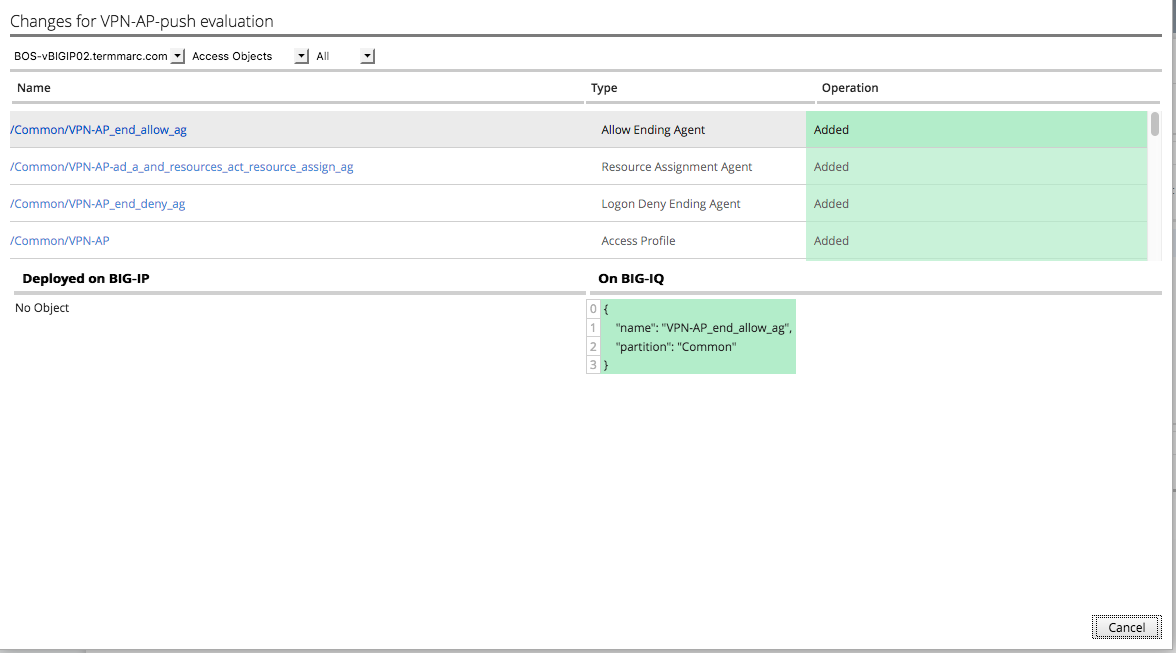 Changes for VPN-AP-push evaluation
BOS-vBIGIP02.termmarc.com Access Objects All
Name Type Operation
/Common/VPN-AP_end_allow_ag Allow Ending Agent Added
/Common/VPN-AP-ad_a_and_resources_act_resource_assign_ag Resource Assignment Agent Added
/Common/VPN-AP_end_deny_ag Logon Deny Ending Agent Added
/Common/VPN-AP Access Profile Added
Deployed on BIG-IP On BIG-IQ
No Object
0 {
1 "name": "VPN-AP_end_allow_ag",
2 "partition": "Common"
3 }
Cancel